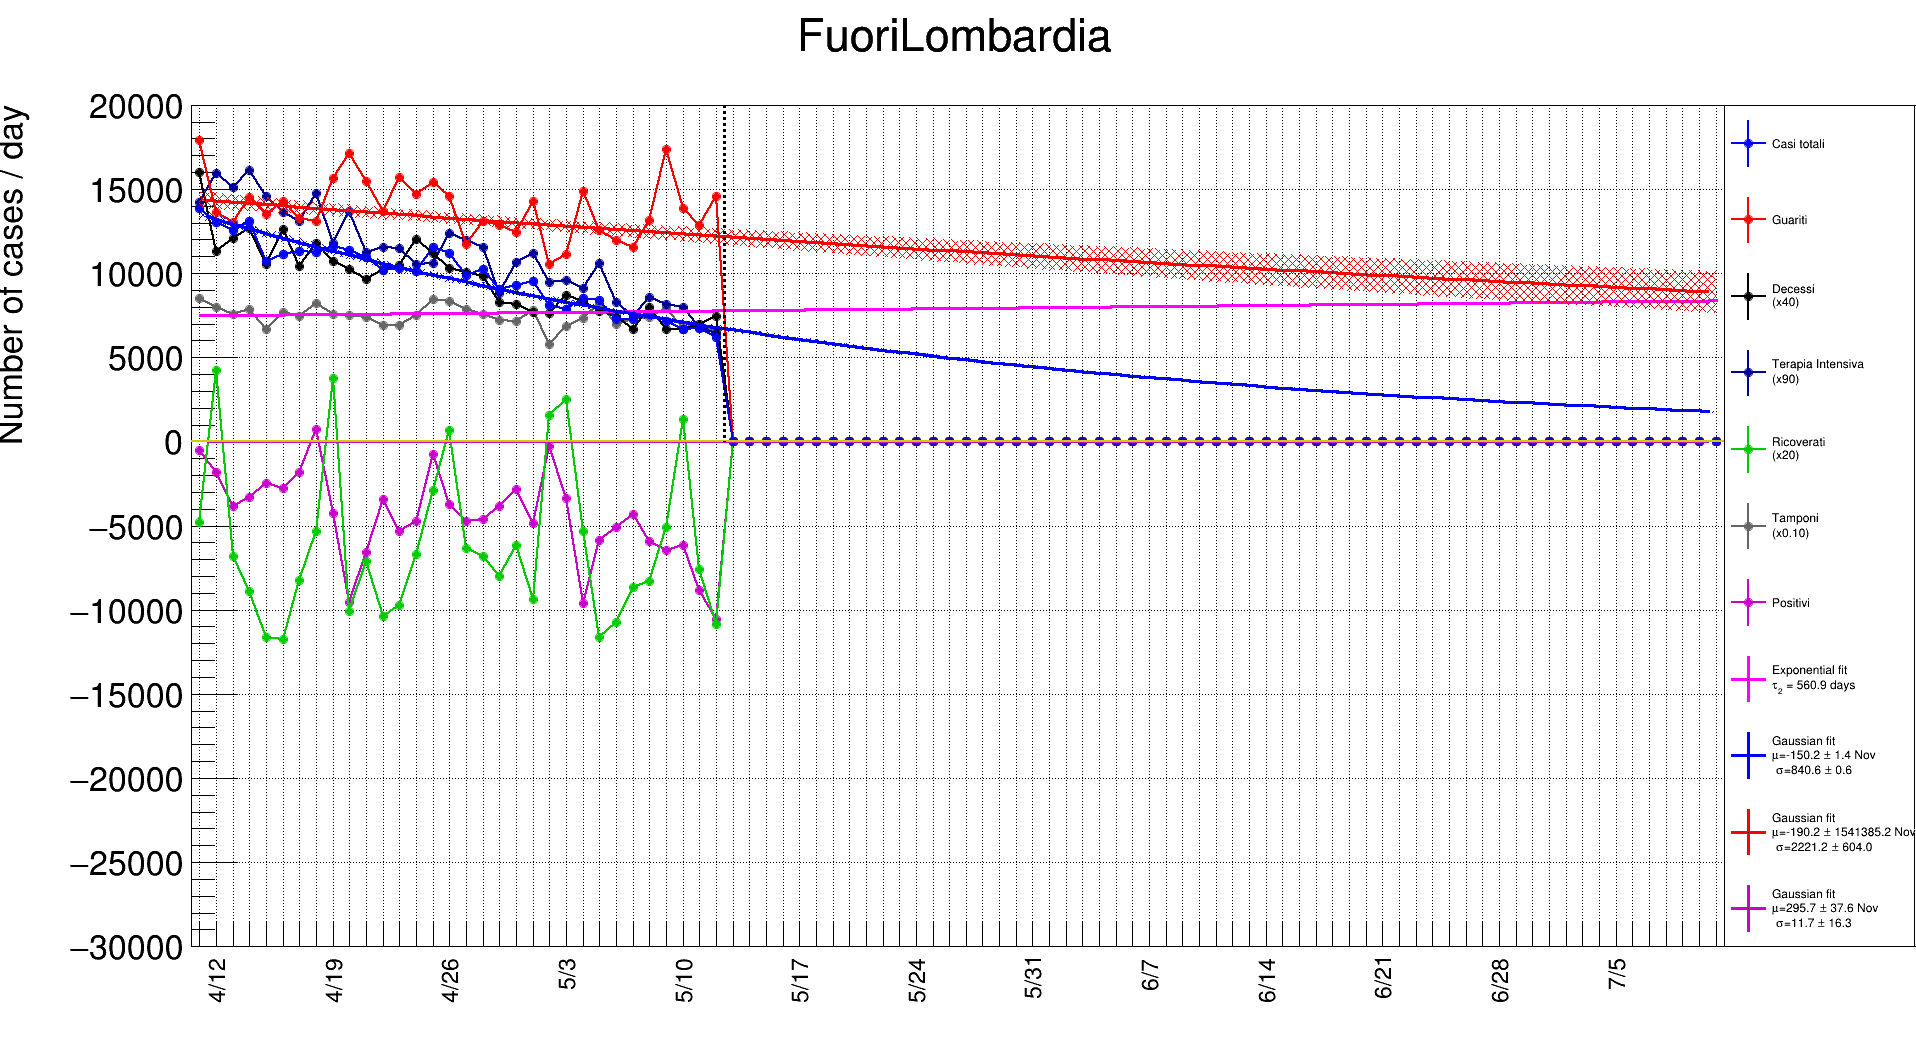 FuoriLombardia
Number of cases / day
20000
15000
10000
5000
0
−5000
−10000
−15000
−20000
−25000
−30000
4/12
4/19
4/26
5/3
5/10
5/17
5/24
5/31
6/7
6/14
6/21
6/28
7/5
Casi totali
Guariti
Decessi
(x40)
Terapia Intensiva
(x90)
Ricoverati
(x20)
Tamponi
(x0.10)
Positivi
Exponential fit
τ2 = 560.9 days
Gaussian fit
μ=-150.2 ± 1.4 Nov
σ=840.6 ± 0.6
Gaussian fit
μ=-190.2 ± 1541385.2 Nov
σ=2221.2 ± 604.0
Gaussian fit
μ=295.7 ± 37.6 Nov
σ=11.7 ± 16.3